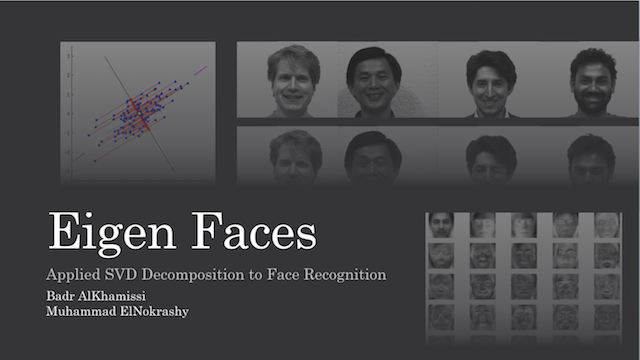 Eigen Faces
Applied SVD Decomposition to Face Recognition
Badr AlKhamissi
Muhammad ElNokrashy